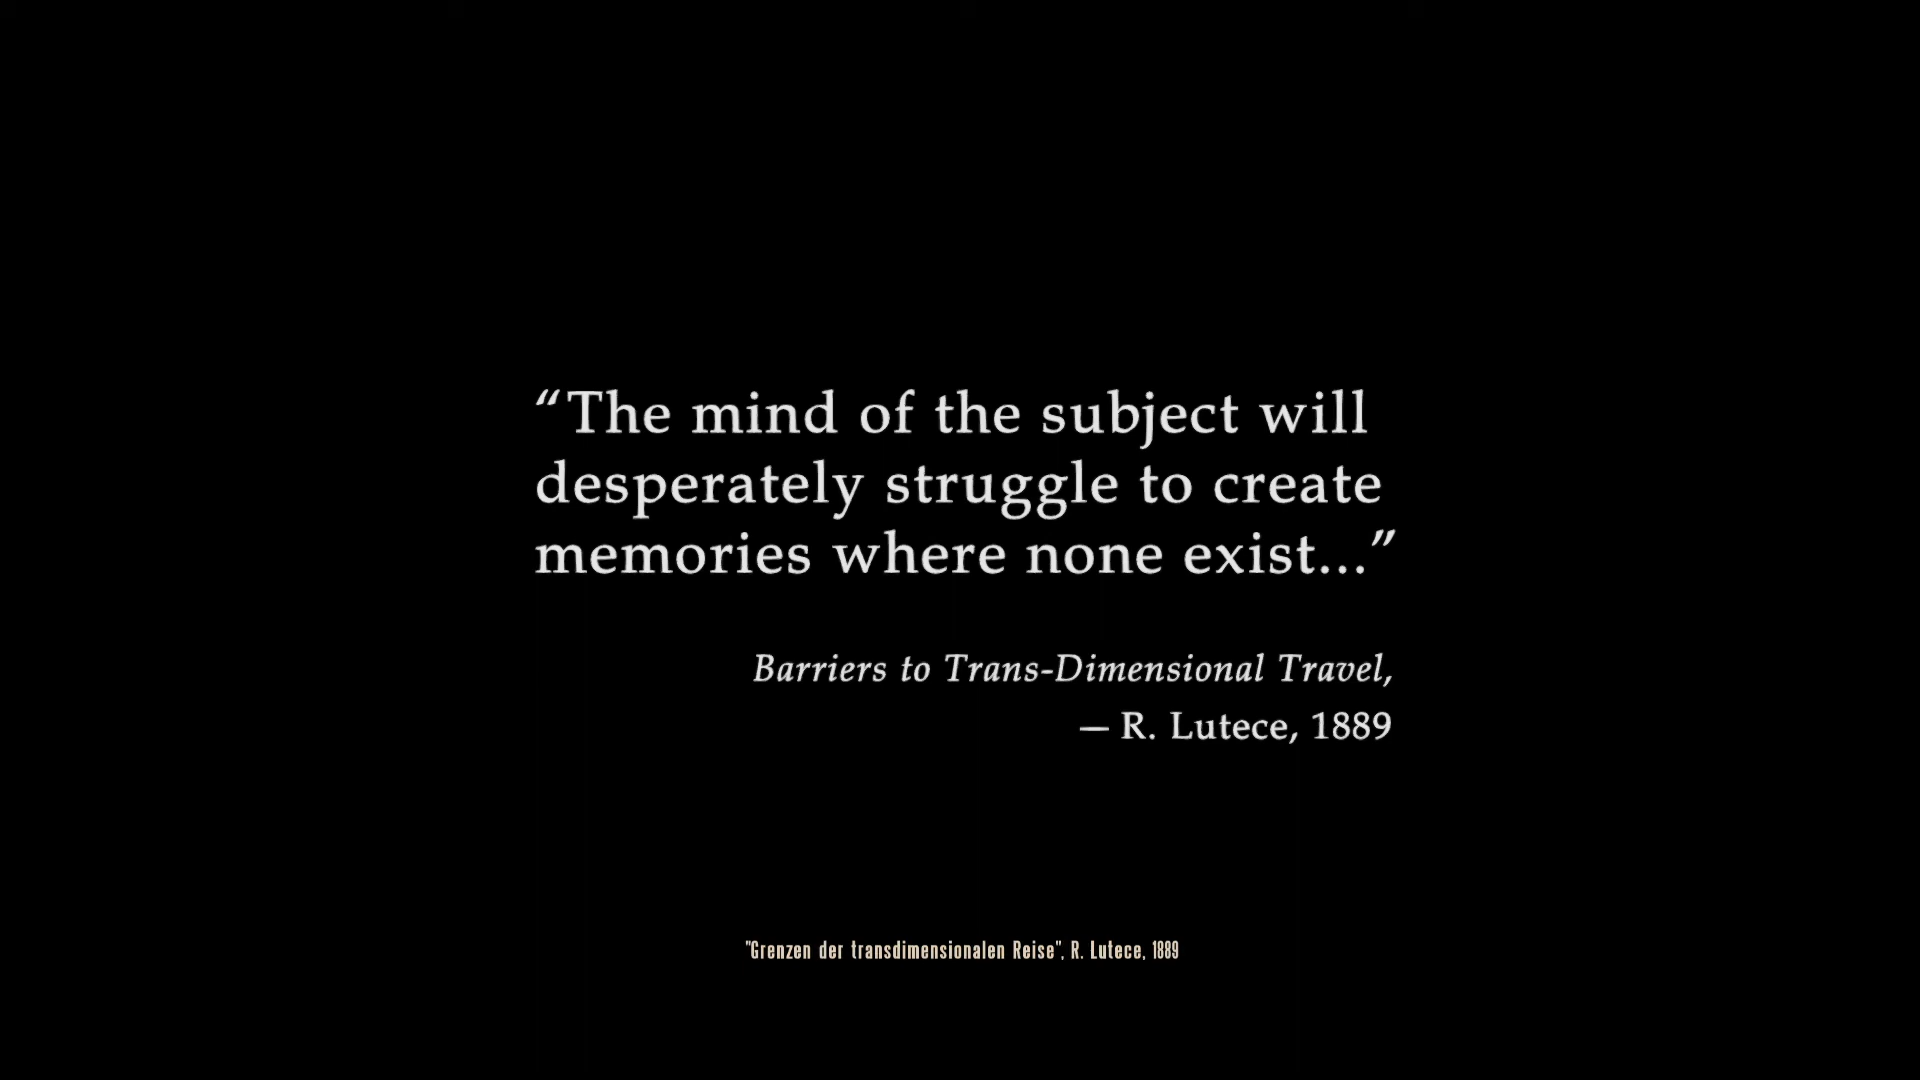 “The mind of the subject will
desperately struggle to create
memories where none exist...”
Barriers to Trans-Dimensional Travel,
— R. Lutece, 1889
"Grenzen der transdimensionalen Reise", R. Lutece, 1889